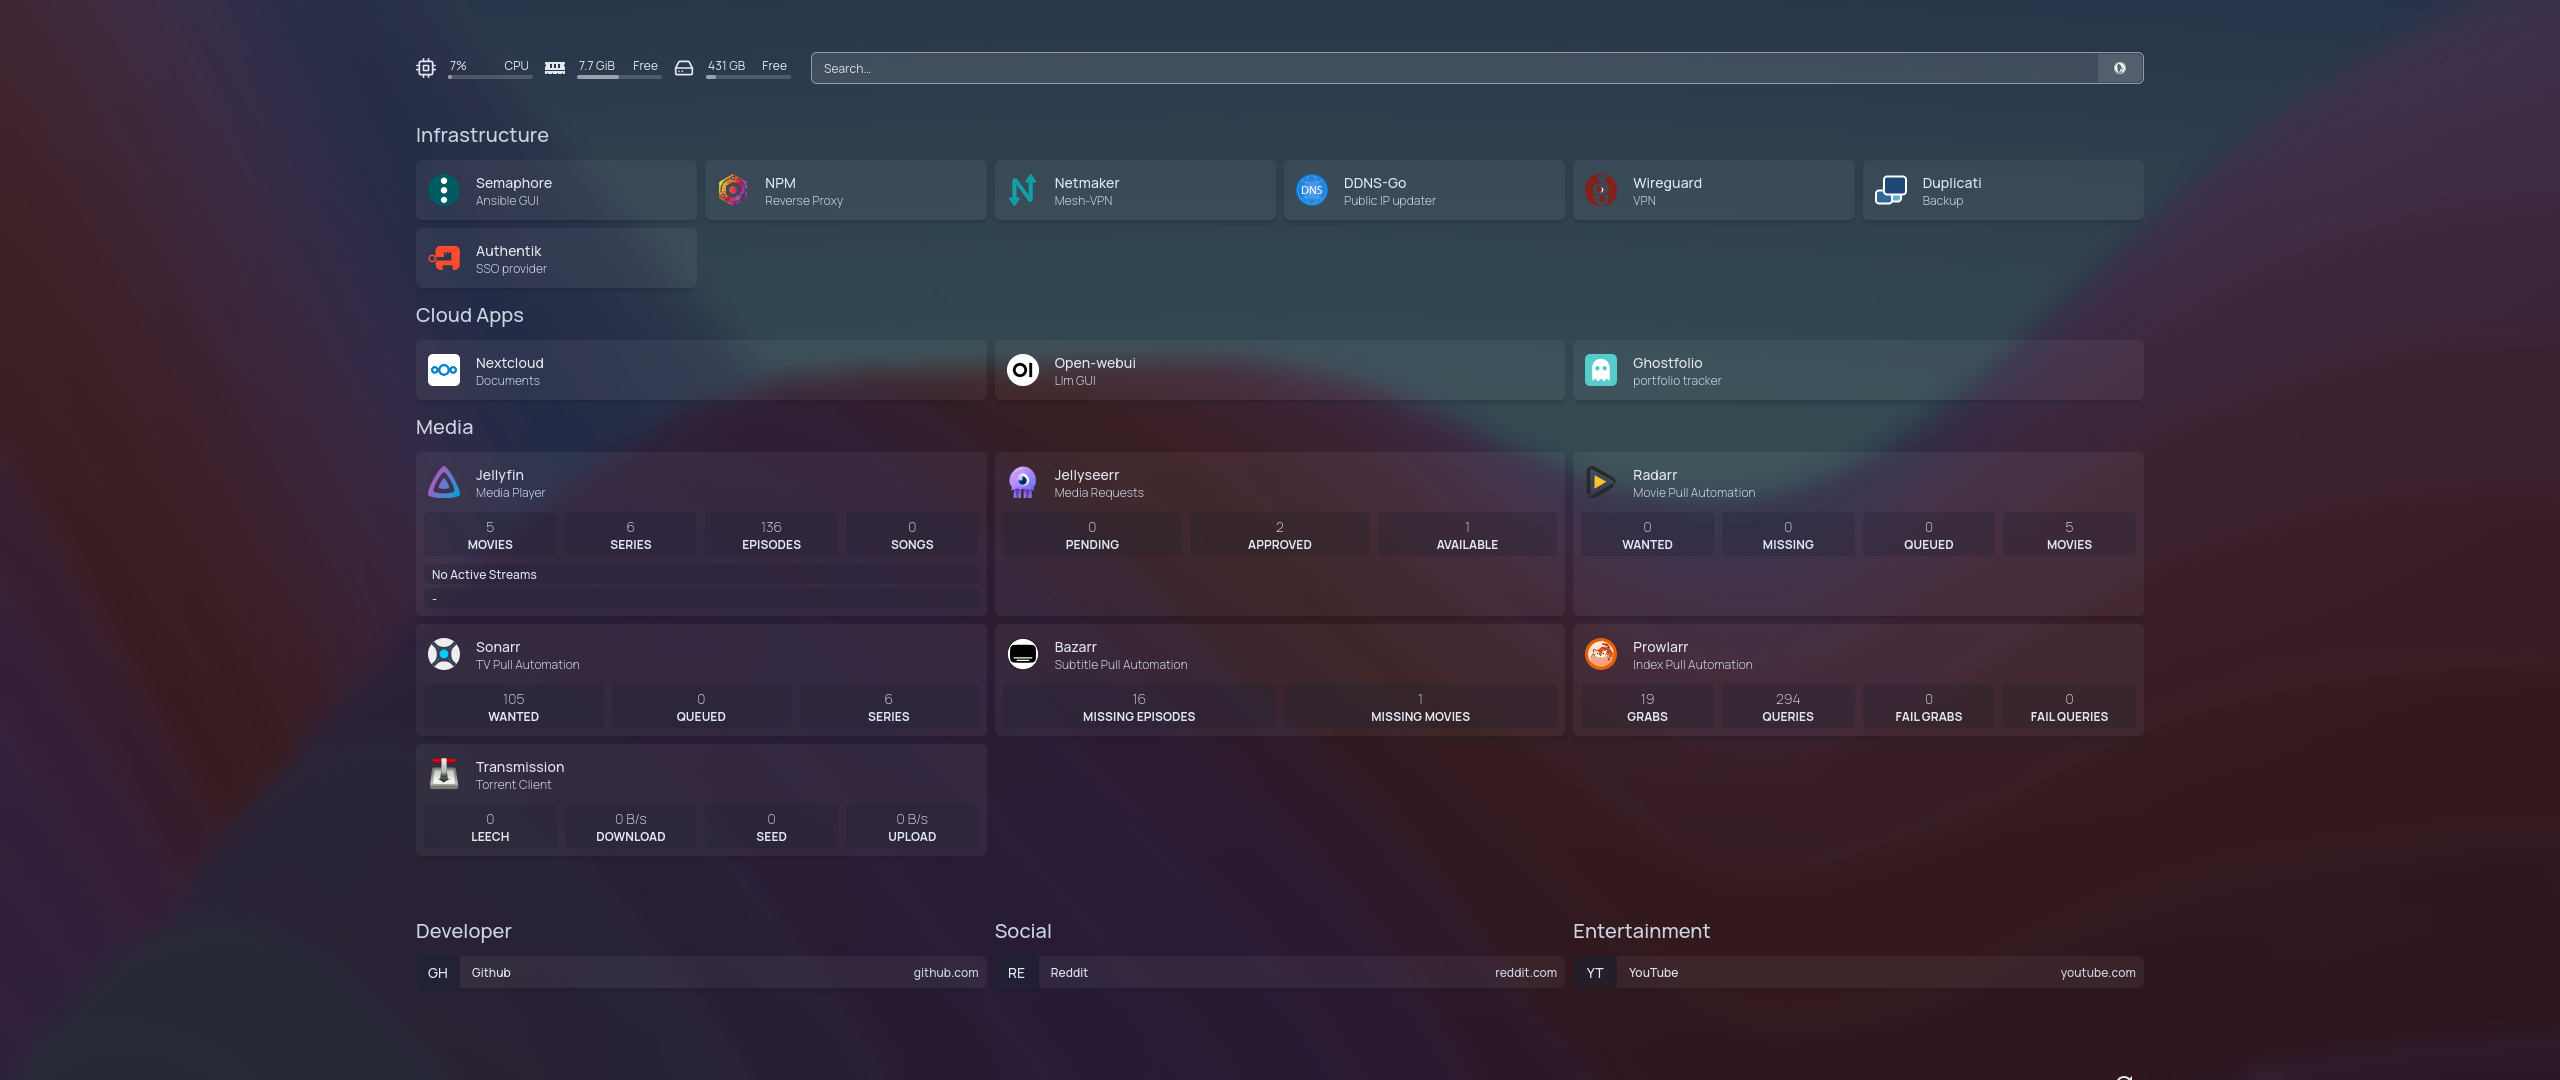 7% CPU 7.7 GiB Free 431 GB Free Search...
Infrastructure
Semaphore
Ansible GUI
NPM
Reverse Proxy
Netmaker
Mesh-VPN
DNS
DDNS-Go
Public IP updater
Wireguard
VPN
Duplicati
Backup
Authentik
SSO provider
Cloud Apps
Nextcloud
Documents
OI
Open-webui
Llm GUI
Ghostfolio
portfolio tracker
Media
Jellyfin
Media Player
5 6 136 0
MOVIES SERIES EPISODES SONGS
No Active Streams
-
Jellyseerr
Media Requests
0 2 1
PENDING APPROVED AVAILABLE
Radarr
Movie Pull Automation
0 0 0 5
WANTED MISSING QUEUED MOVIES
Sonarr
TV Pull Automation
105 0 6
WANTED QUEUED SERIES
Bazarr
Subtitle Pull Automation
16 1
MISSING EPISODES MISSING MOVIES
Prowlarr
Index Pull Automation
19 294 0 0
GRABS QUERIES FAIL GRABS FAIL QUERIES
Transmission
Torrent Client
0 0 B/s 0 0 B/s
LEECH DOWNLOAD SEED UPLOAD
Developer
GH Github github.com
Social
RE Reddit reddit.com
Entertainment
YT YouTube youtube.com